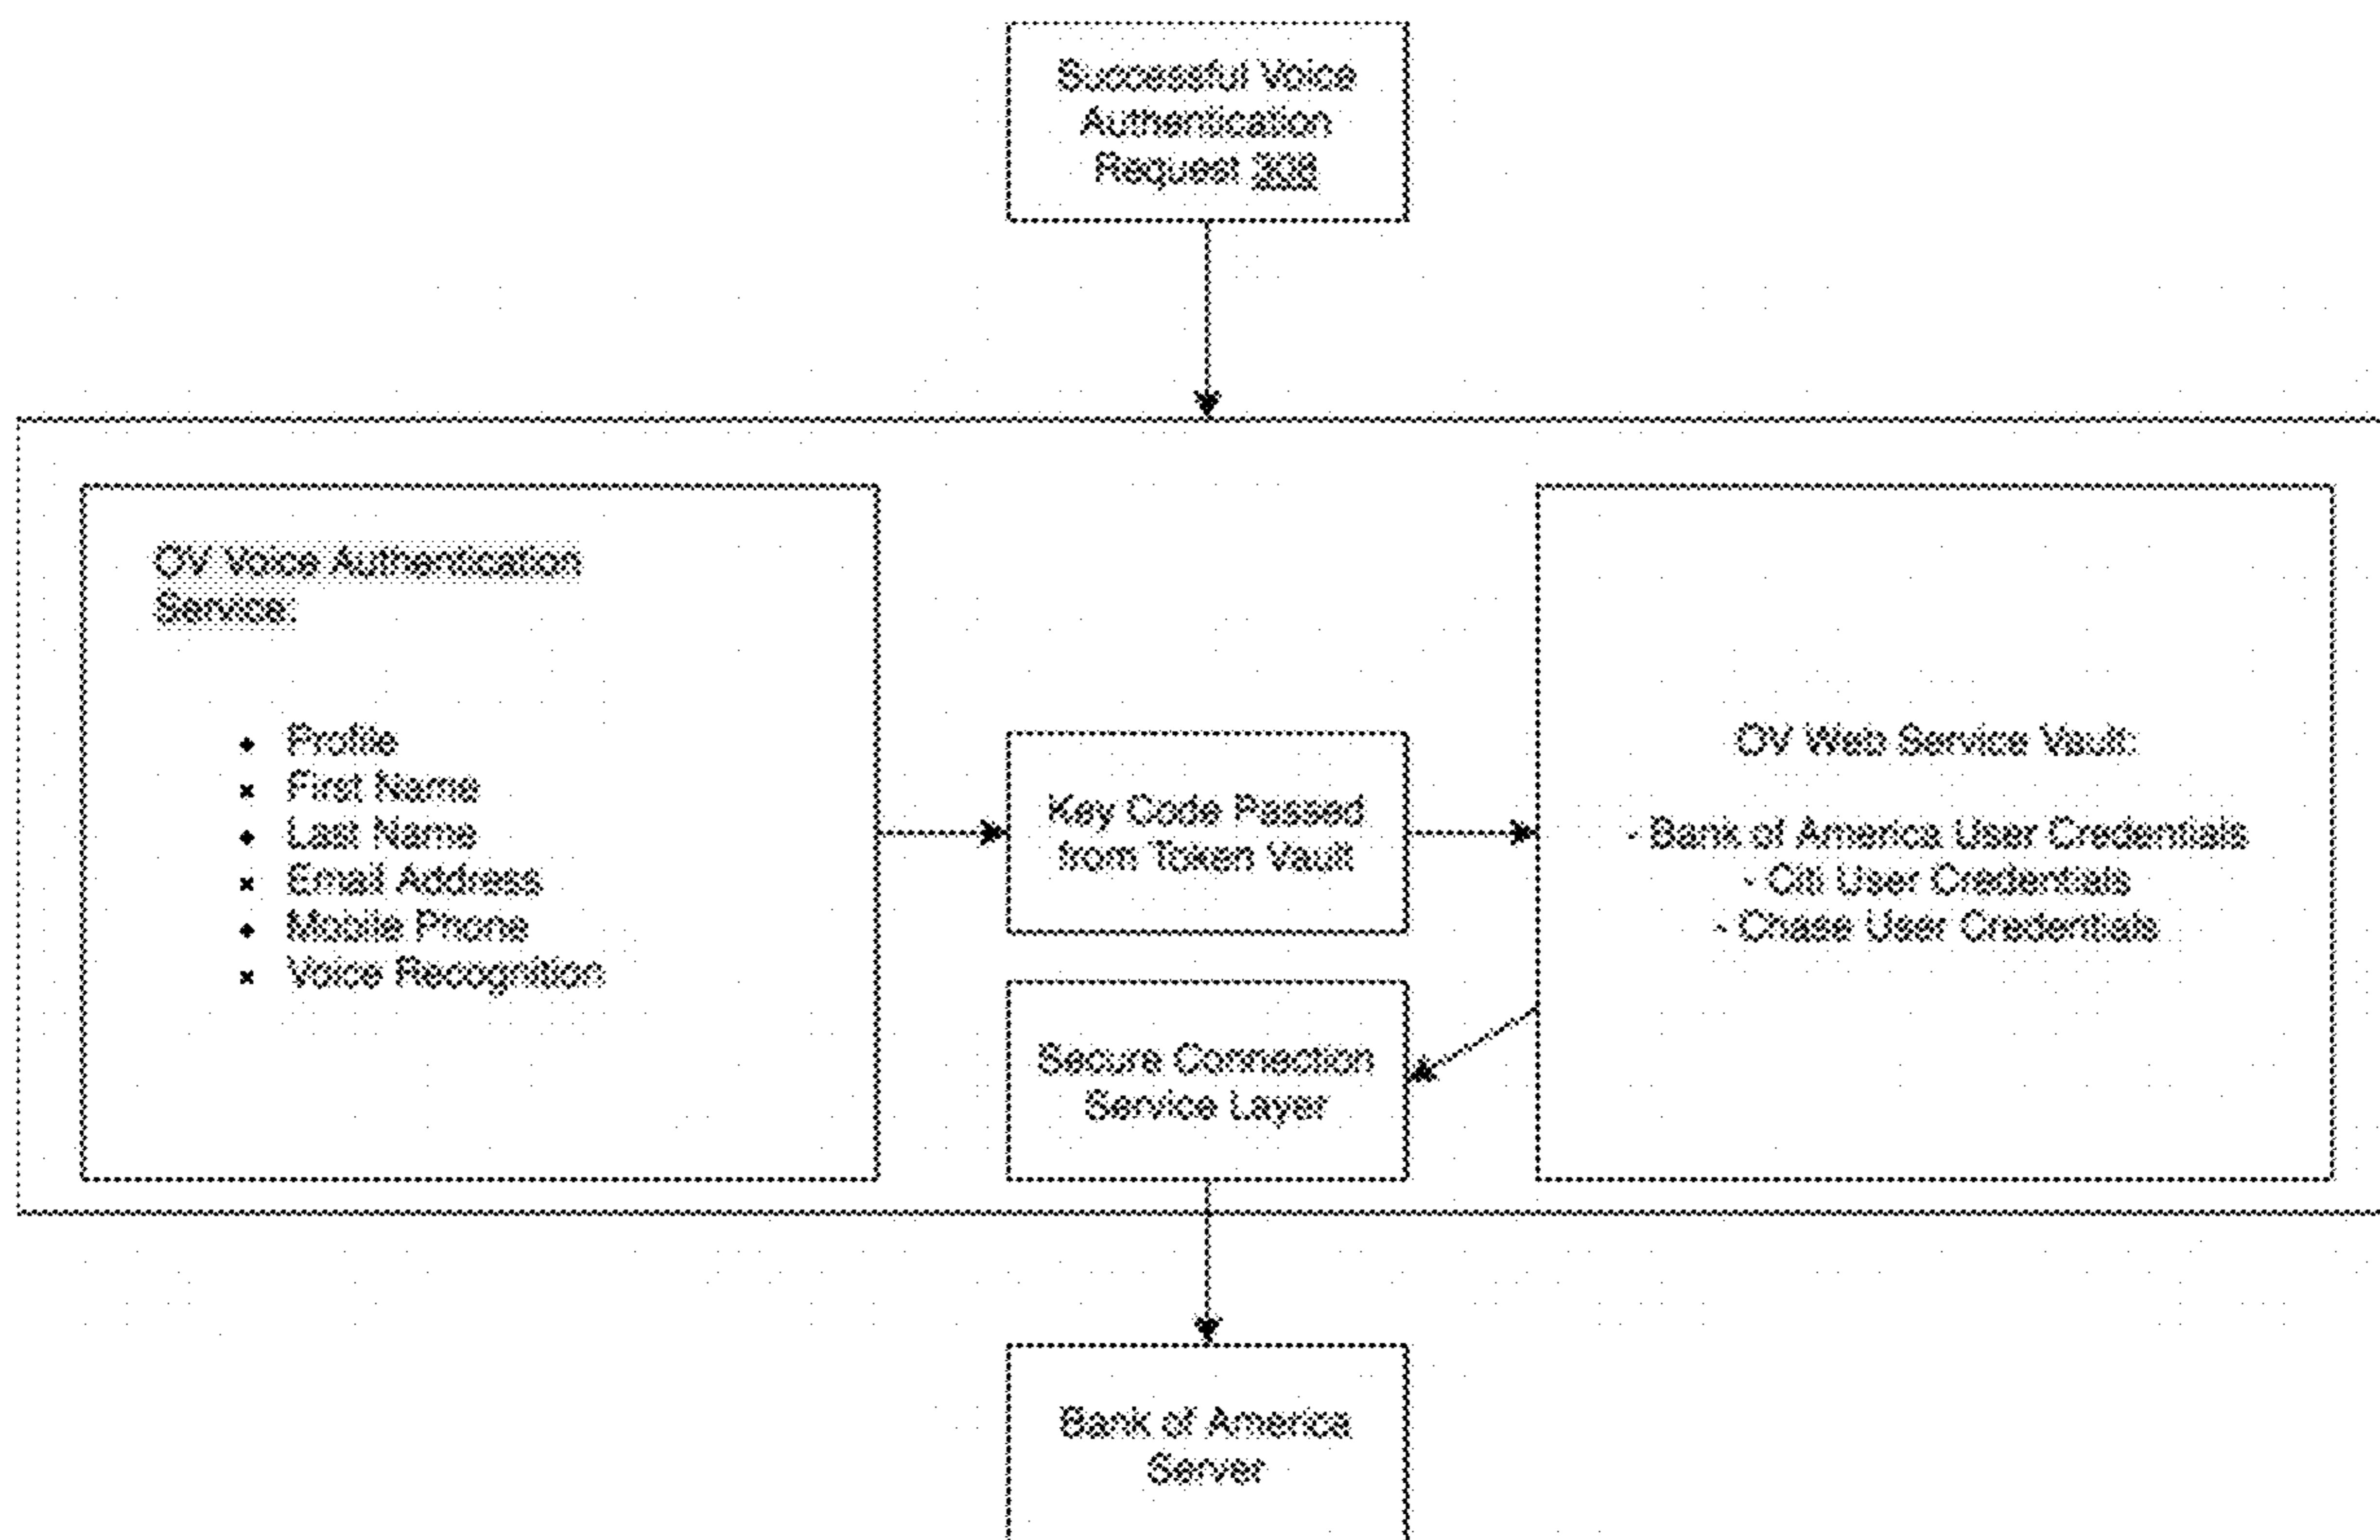 Successful Voice
Authentication
Request
OV Voice Authentication
Service:
Profile
First Name
Last Name
Email Address
Mobile Phone
Voice Recognition
Key Code Passed
from Token Vault
OV Web Service Vault:
- Bank of America User Credentials
- Citi User Credentials
- Chase User Credentials
Secure Connection
Service Layer
Bank of America
Server